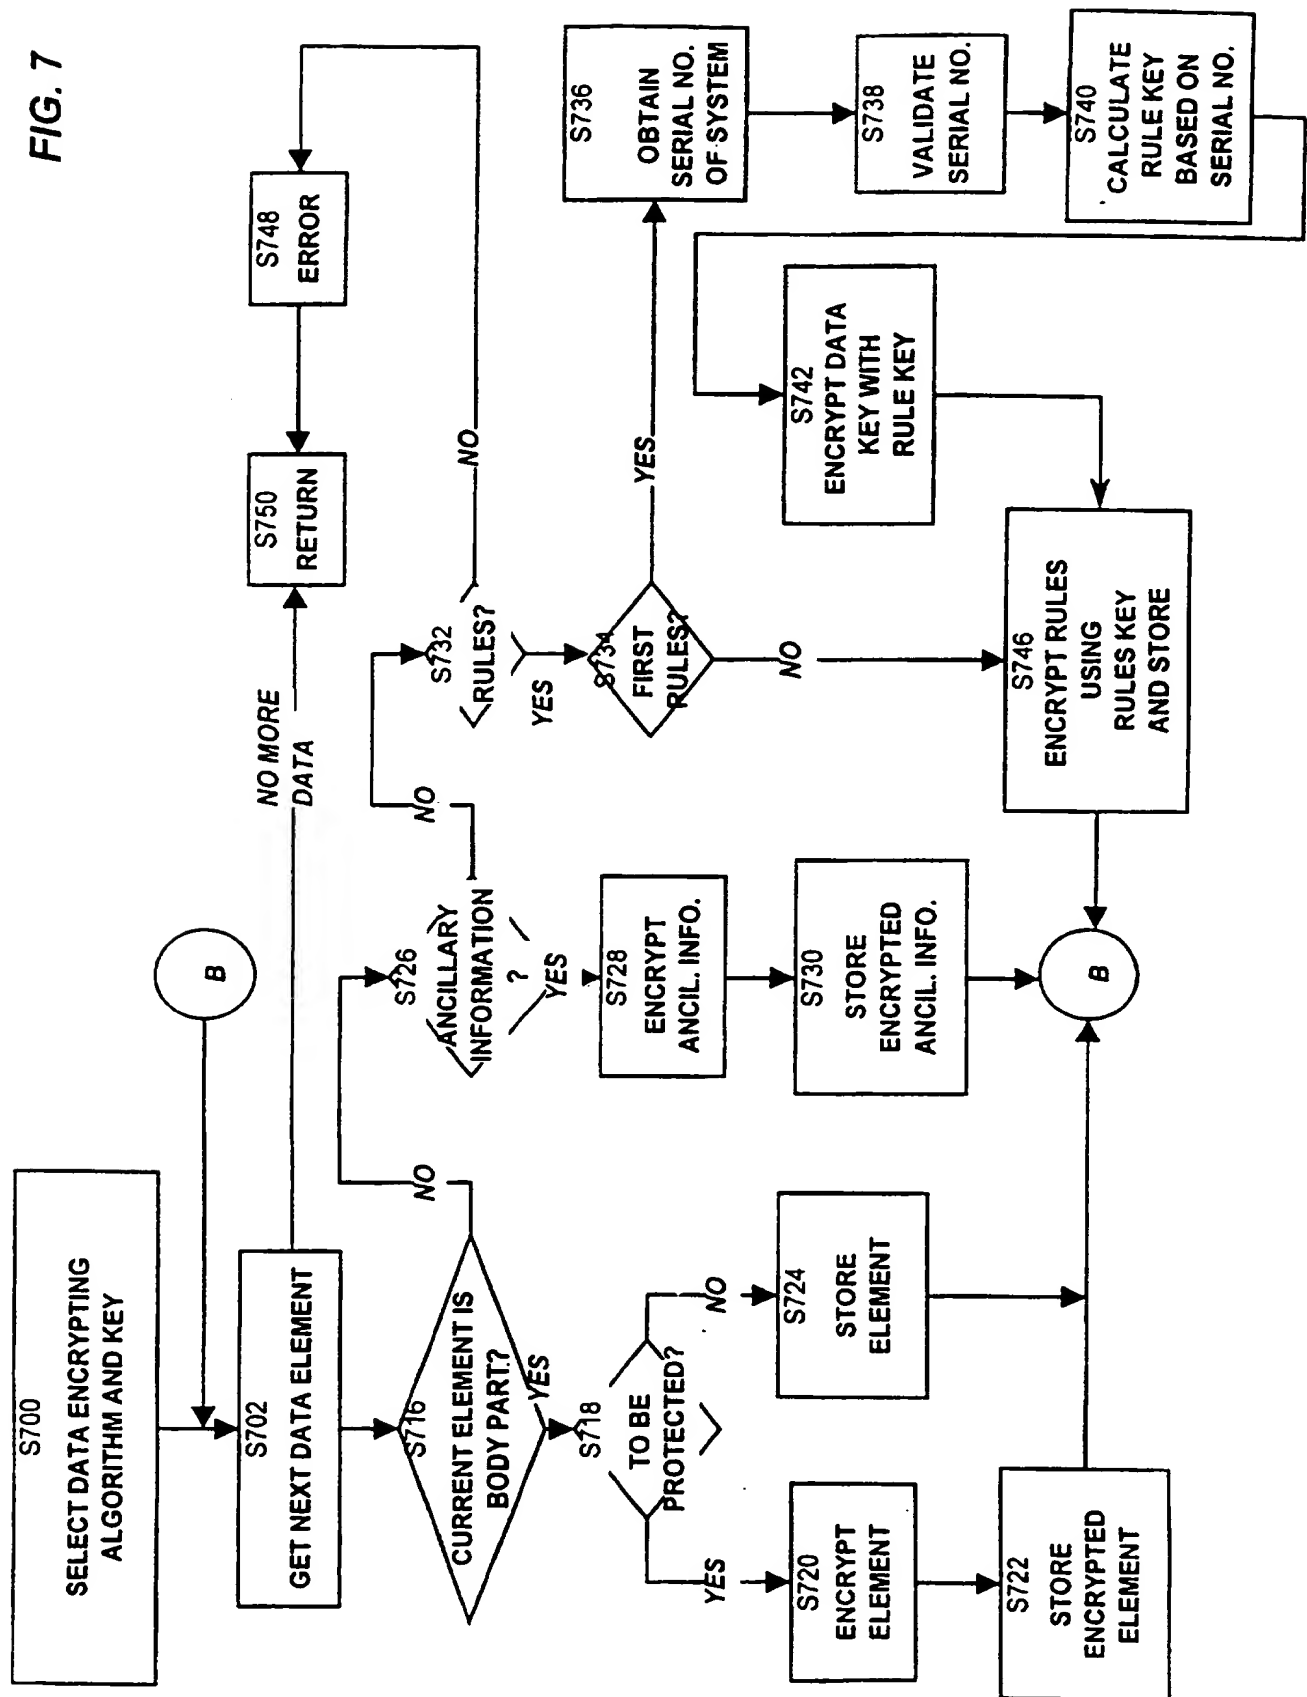 FIG. 7
S700
SELECT DATA ENCRYPTING
ALGORITHM AND KEY
B
S702
GET NEXT DATA ELEMENT
NO MORE
DATA
S750
RETURN
S748
ERROR
S716
CURRENT ELEMENT IS
BODY PART?
NO
YES
S718
TO BE
PROTECTED?
YES
NO
S720
ENCRYPT
ELEMENT
S722
STORE
ENCRYPTED
ELEMENT
S724
STORE
ELEMENT
S726
ANCILLARY
INFORMATION
?
NO
YES
S728
ENCRYPT
ANCIL. INFO.
S730
STORE
ENCRYPTED
ANCIL. INFO.
B
S732
RULES?
NO
YES
S734
FIRST
RULES?
YES
NO
S736
OBTAIN
SERIAL NO.
OF SYSTEM
S738
VALIDATE
SERIAL NO.
S740
CALCULATE
RULE KEY
BASED ON
SERIAL NO.
S742
ENCRYPT DATA
KEY WITH
RULE KEY
S746
ENCRYPT RULES
USING
RULES KEY
AND STORE